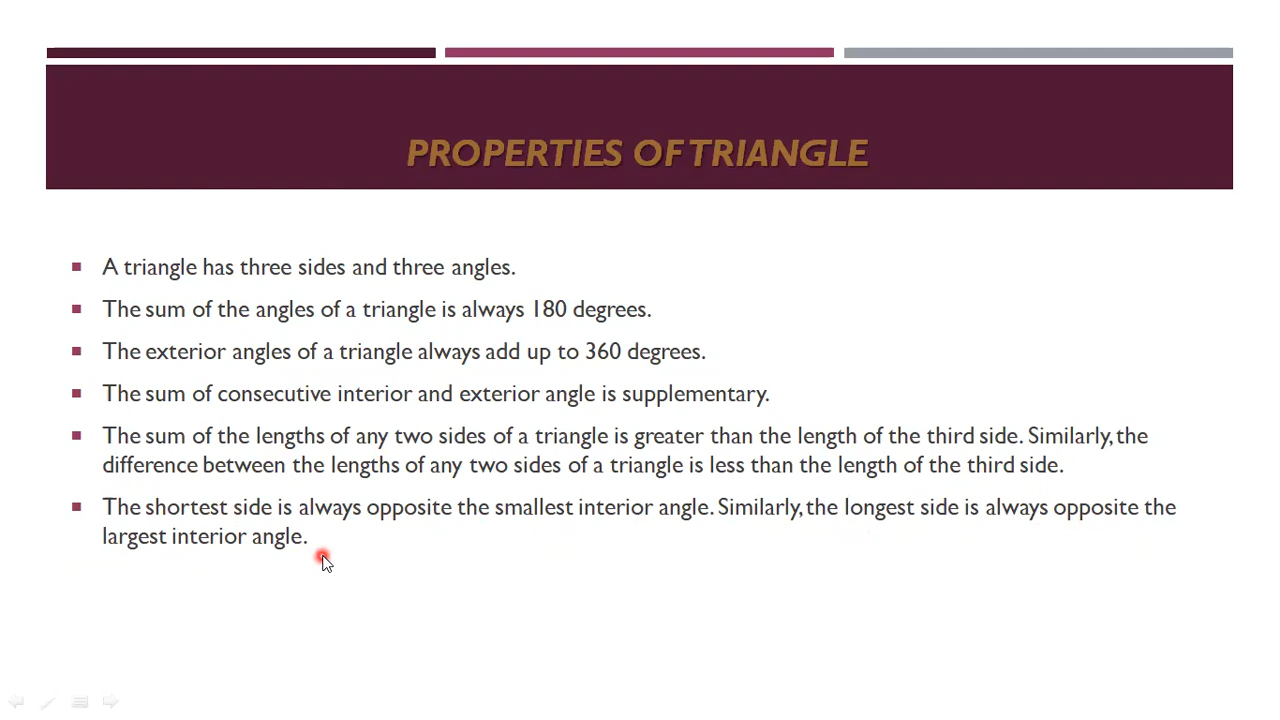 PROPERTIES OF TRIANGLE
A triangle has three sides and three angles.
The sum of the angles of a triangle is always 180 degrees.
The exterior angles of a triangle always add up to 360 degrees.
The sum of consecutive interior and exterior angle is supplementary.
The sum of the lengths of any two sides of a triangle is greater than the length of the third side. Similarly, the
difference between the lengths of any two sides of a triangle is less than the length of the third side.
The shortest side is always opposite the smallest interior angle. Similarly, the longest side is always opposite the
largest interior angle.